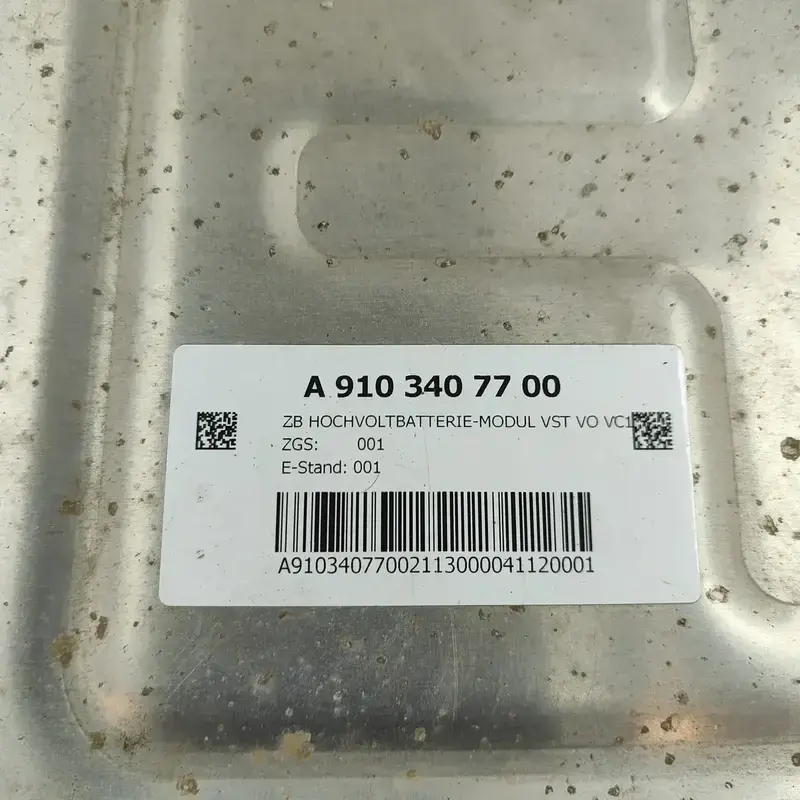 A 910 340 77 00
ZB HOCHVOLTBATTERIE-MODUL VST VO VC1
ZGS: 001
E-Stand: 001
A91034077002113000041120001